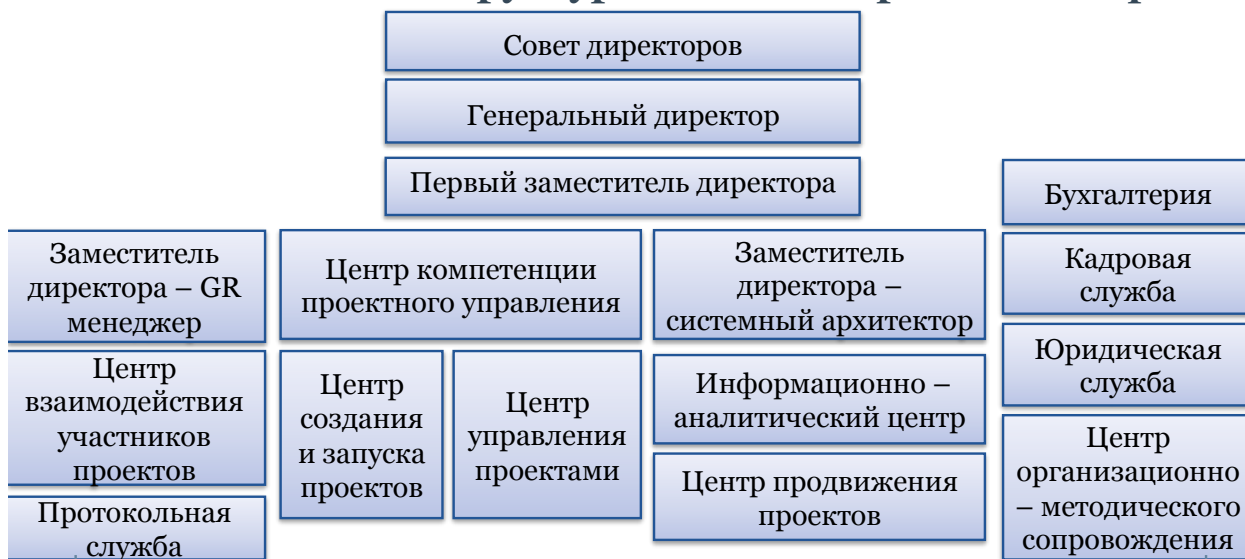 Совет директоров
Генеральный директор
Первый заместитель директора
Бухгалтерия
Заместитель
директора – GR
менеджер
Центр компетенции
проектного управления
Заместитель
директора –
системный архитектор
Кадровая
служба
Центр
взаимодействия
участников
проектов
Центр
создания
и запуска
проектов
Центр
управления
проектами
Информационно –
аналитический центр
Юридическая
служба
Центр продвижения
проектов
Центр
организационно
– методического
сопровождения
Протокольная
служба